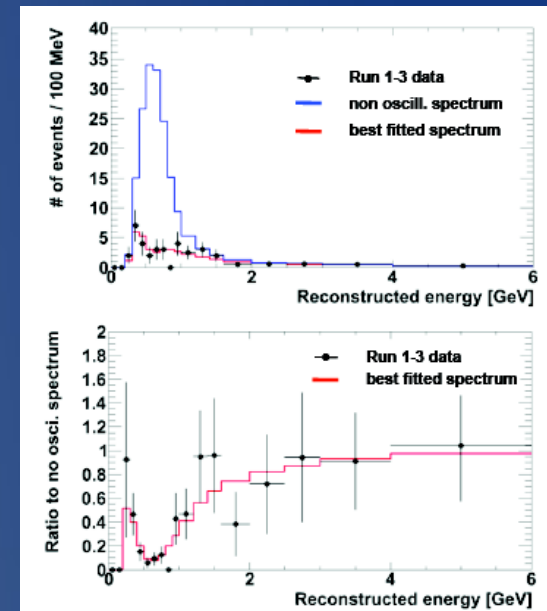 # of events / 100 MeV
40
35
30
25
20
15
10
5
0
Run 1-3 data
non oscill. spectrum
best fitted spectrum
0 2 4 6
Reconstructed energy [GeV]
Ratio to no osci. spectrum
2
1.8
1.6
1.4
1.2
1
0.8
0.6
0.4
0.2
0
Run 1-3 data
best fitted spectrum
0 2 4 6
Reconstructed energy [GeV]